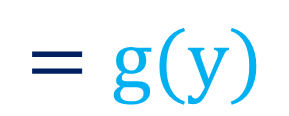 = g(y)